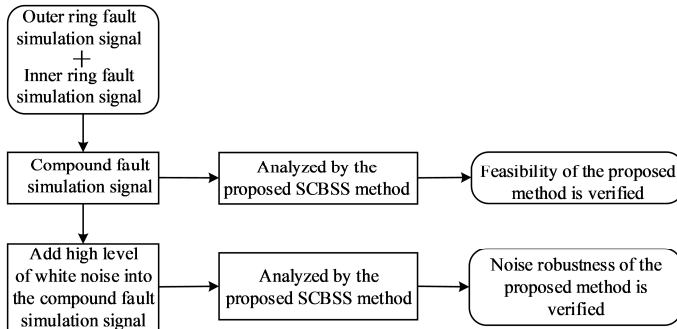 Outer ring fault
simulation signal
+
Inner ring fault
simulation signal
Compound fault
simulation signal
Analyzed by the
proposed SCBSS method
Feasibility of the proposed
method is verified
Add high level
of white noise into
the compound fault
simulation signal
Analyzed by the
proposed SCBSS method
Noise robustness of the
proposed method is
verified